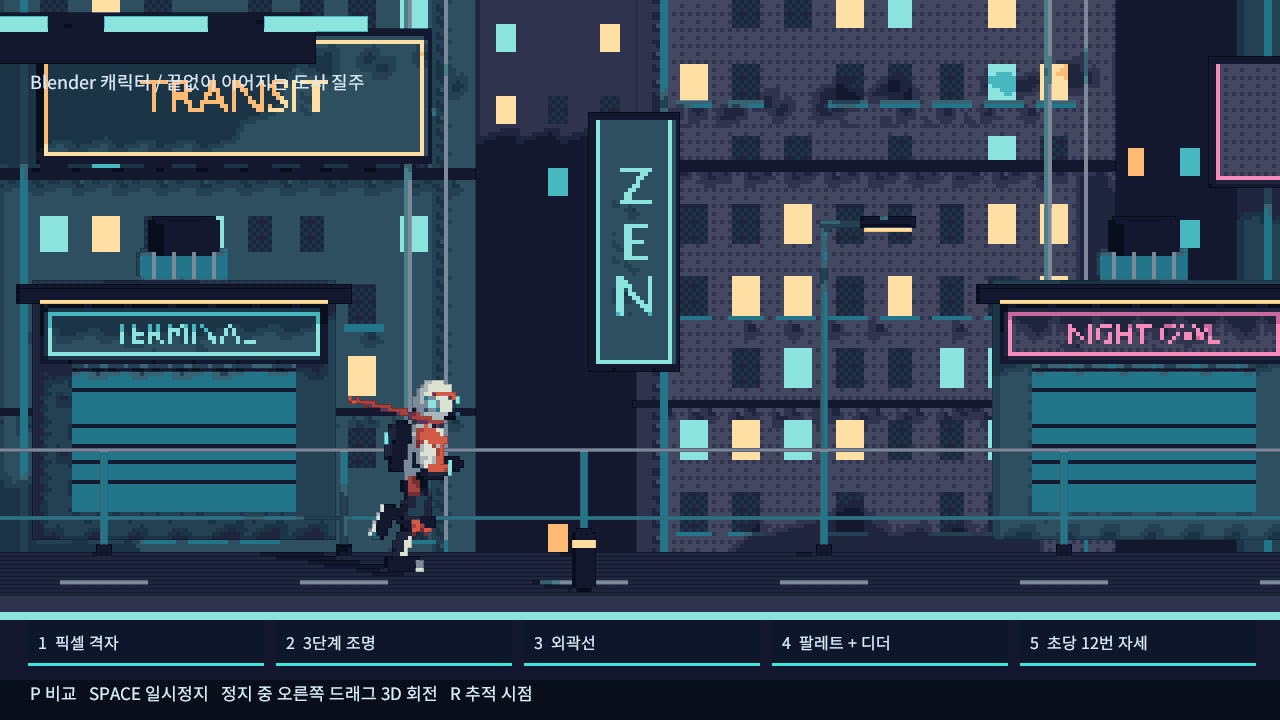 Blender 캐릭터 / 끝없이 이어지는 도시 질주
TRANSIT
ZEN
TERMINAL
NIGHT OWL
1 픽셀 격자
2 3단계 조명
3 외곽선
4 팔레트 + 디더
5 초당 12번 자세
P 비교 SPACE 일시정지 정지 중 오른쪽 드래그 3D 회전 R 추적 시점